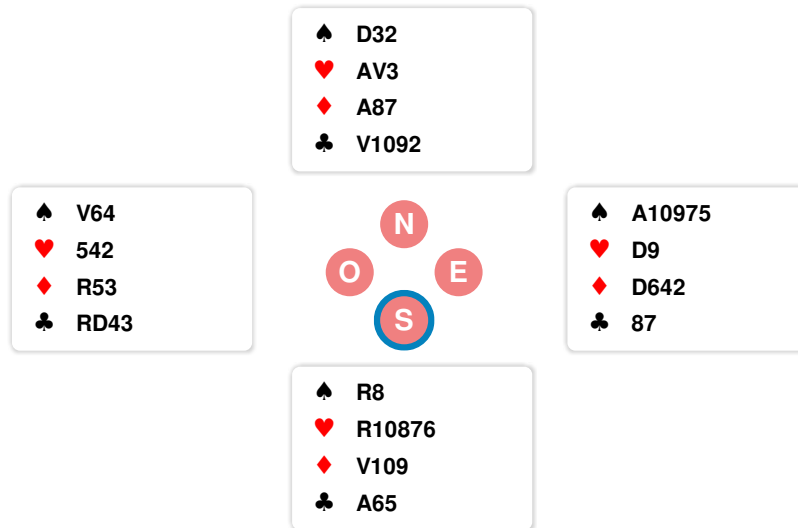 ♠ D32
♥ AV3
♦ A87
♣ V1092
♠ V64
♥ 542
♦ R53
♣ RD43
N
O
E
S
♠ A10975
♥ D9
♦ D642
♣ 87
♠ R8
♥ R10876
♦ V109
♣ A65